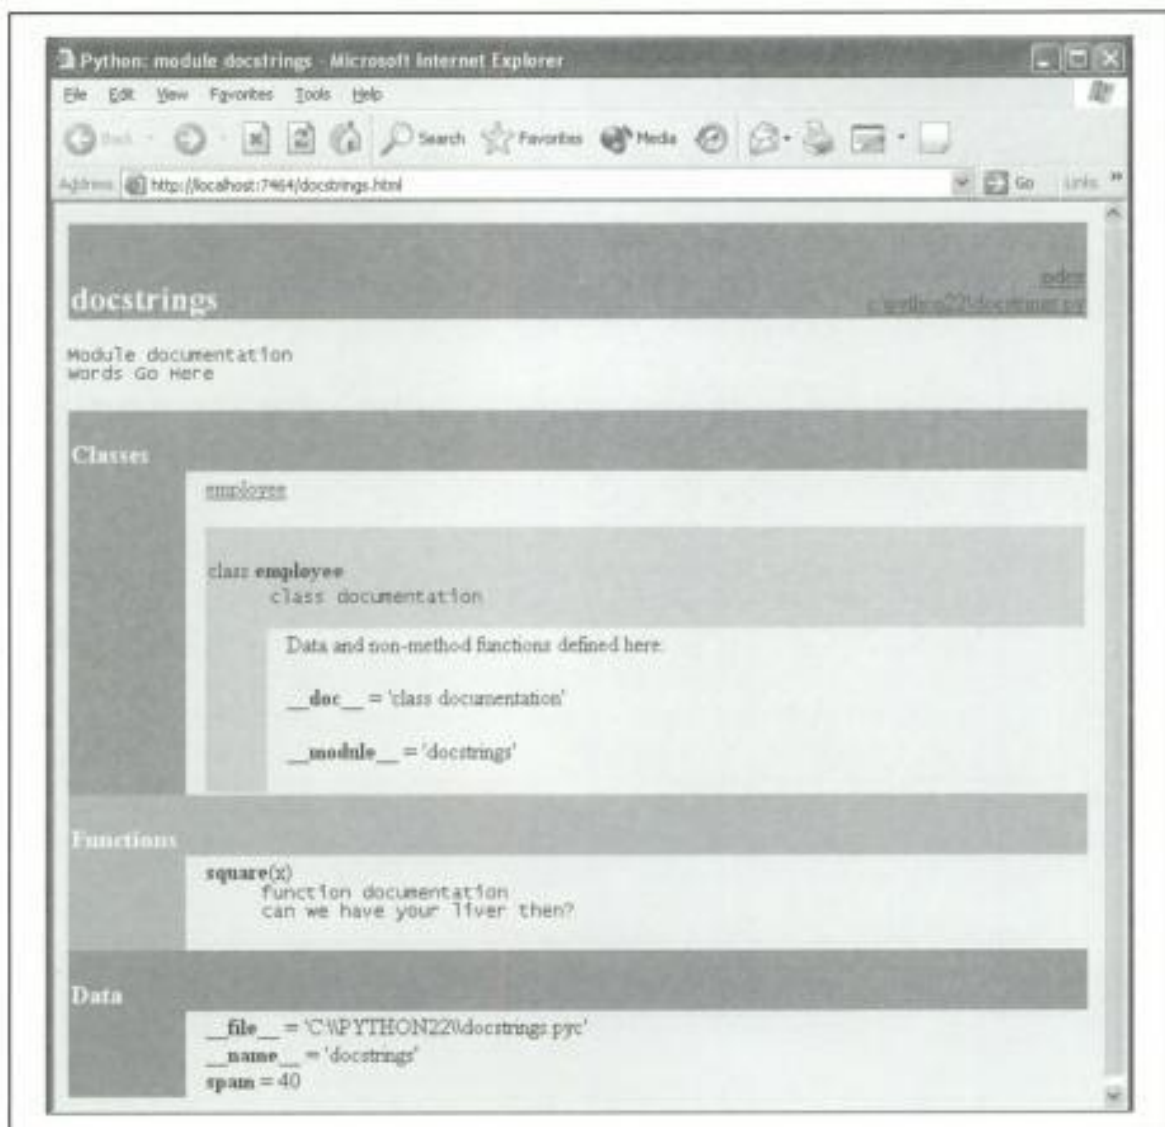 Python: module docstrings - Microsoft Internet Explorer
File Edit View Favorites Tools Help
Back Search Favorites Media
Address http://localhost:7464/docstrings.html Go Links »
index
docstrings c:\python22\docstrings.py
Module documentation
Words Go Here
Classes
employee
class employee
class documentation
Data and non-method functions defined here:
__doc__ = 'class documentation'
__module__ = 'docstrings'
Functions
square(x)
function documentation
can we have your liver then?
Data
__file__ = 'C:\\PYTHON22\\docstrings.pyc'
__name__ = 'docstrings'
spam = 40